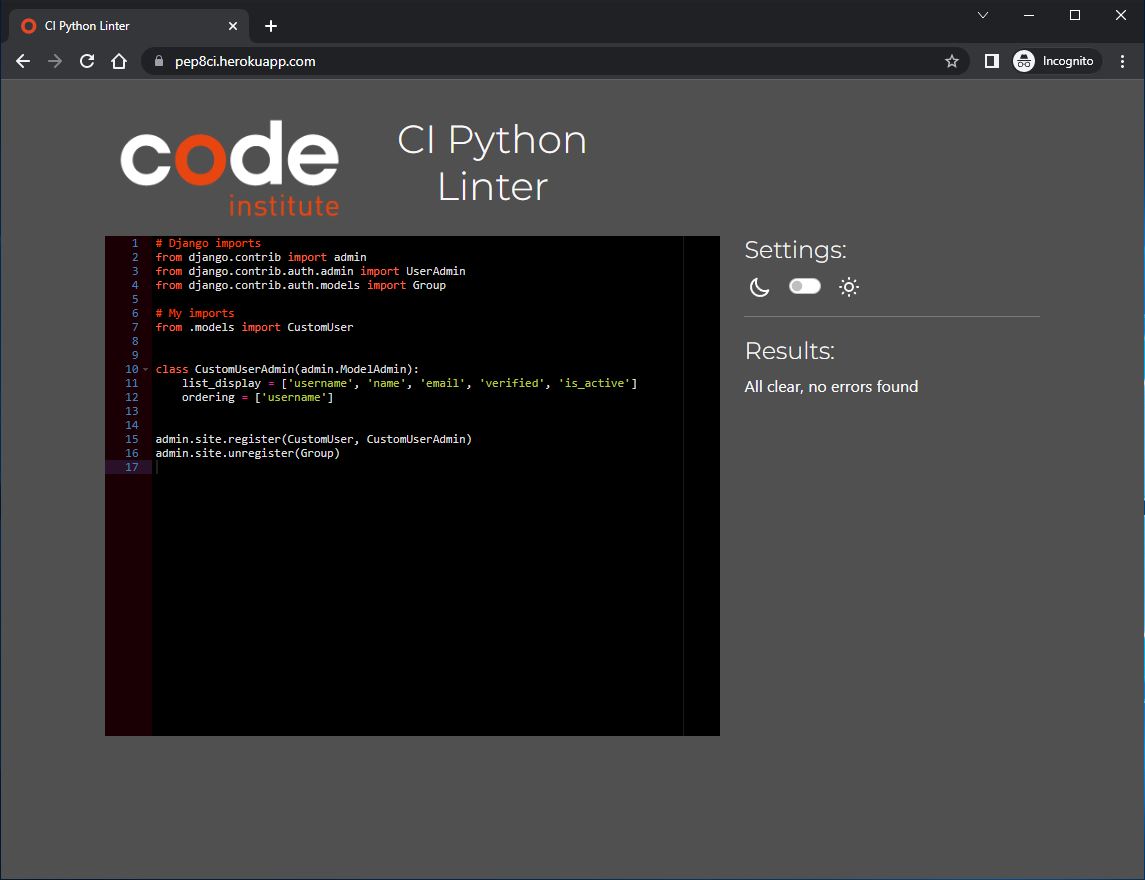 CI Python Linter
pep8ci.herokuapp.com
Incognito
code
institute
CI Python
Linter
1 # Django imports
2 from django.contrib import admin
3 from django.contrib.auth.admin import UserAdmin
4 from django.contrib.auth.models import Group
5
6 # My imports
7 from .models import CustomUser
8
9
10 class CustomUserAdmin(admin.ModelAdmin):
11     list_display = ['username', 'name', 'email', 'verified', 'is_active']
12     ordering = ['username']
13
14
15 admin.site.register(CustomUser, CustomUserAdmin)
16 admin.site.unregister(Group)
17
Settings:
Results:
All clear, no errors found